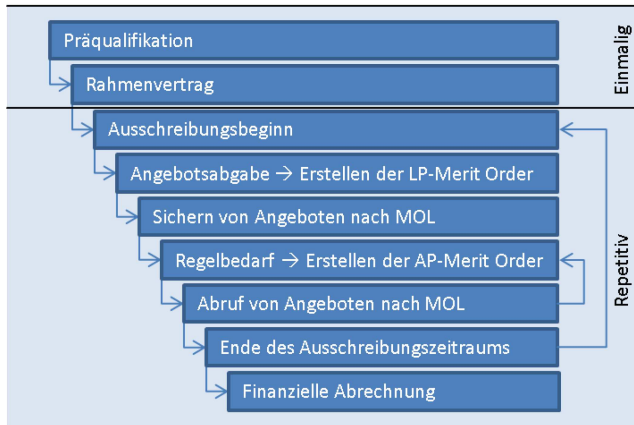 Präqualifikation
Rahmenvertrag
Einmalig
Ausschreibungsbeginn
Angebotsabgabe → Erstellen der LP-Merit Order
Sichern von Angeboten nach MOL
Regelbedarf → Erstellen der AP-Merit Order
Abruf von Angeboten nach MOL
Ende des Ausschreibungszeitraums
Finanzielle Abrechnung
Repetitiv